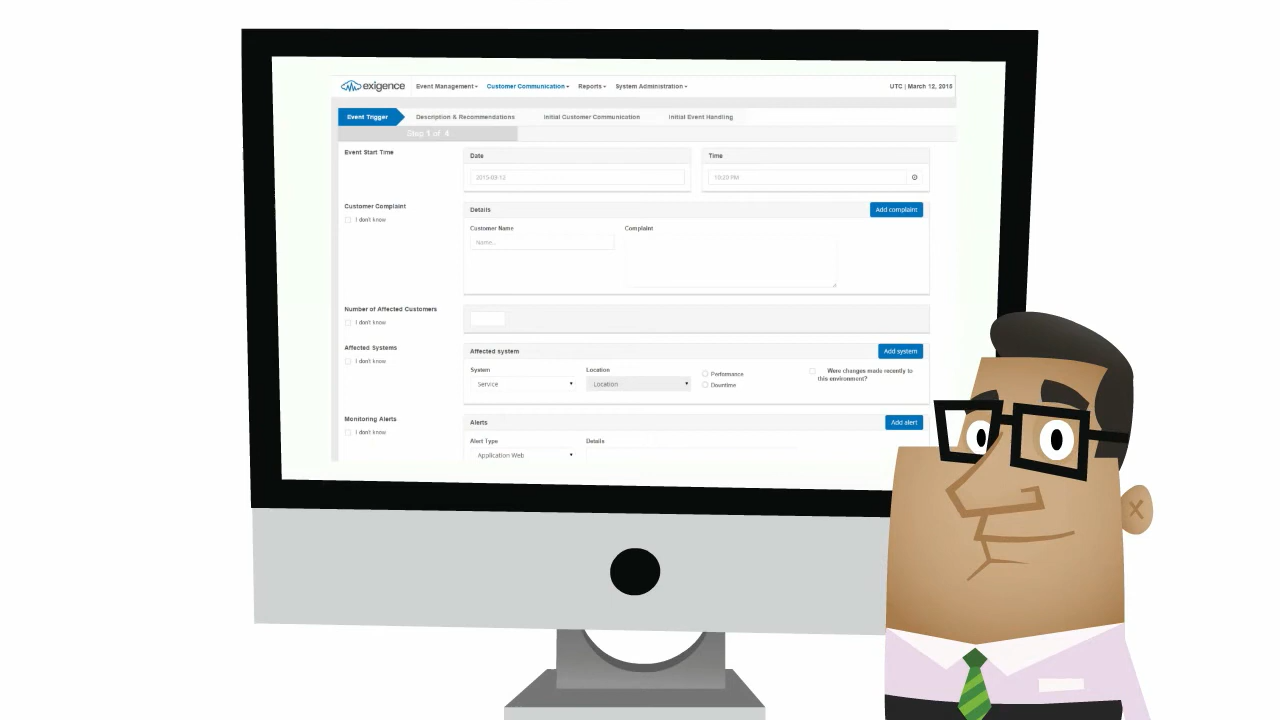 exigence Event Management Customer Communication Reports System Administration UTC | March 12, 2015
Event Trigger Description & Recommendations Initial Customer Communication Initial Event Handling
Step 1 of 4
Event Start Time Date Time
2015-03-12 10:20 PM
Customer Complaint Details Add complaint
I don't know
Customer Name Complaint
Name...
Number of Affected Customers
I don't know
Affected Systems Affected system Add system
I don't know
System Location Performance Were changes made recently to
this environment?
Service Location Downtime
Monitoring Alerts Alerts Add alert
I don't know
Alert Type Details
Application Web